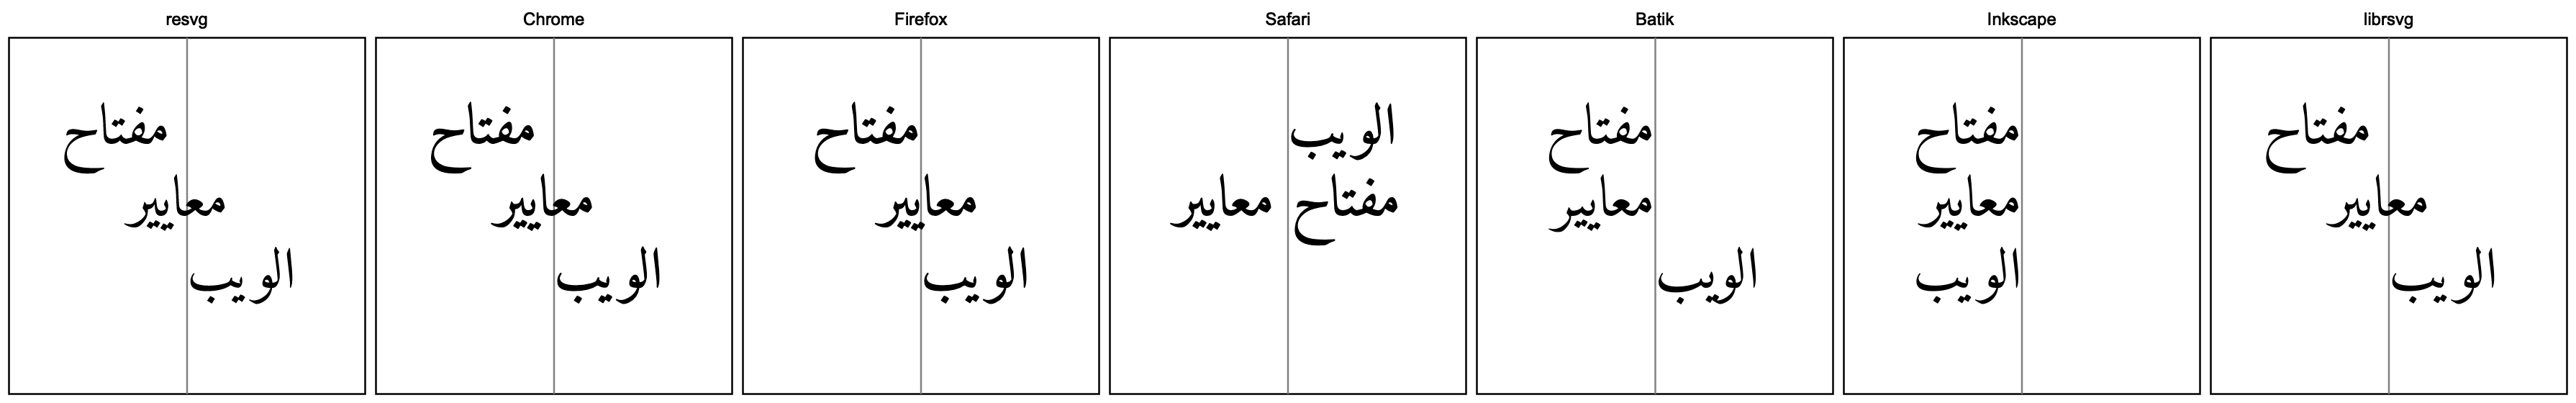 resvg
مفتاح
معايير
الويب
Chrome
مفتاح
معايير
الويب
Firefox
مفتاح
معايير
الويب
Safari
الويب
مفتاح معايير
Batik
مفتاح
معايير
الويب
Inkscape
مفتاح
معايير
الويب
librsvg
مفتاح
معايير
الويب